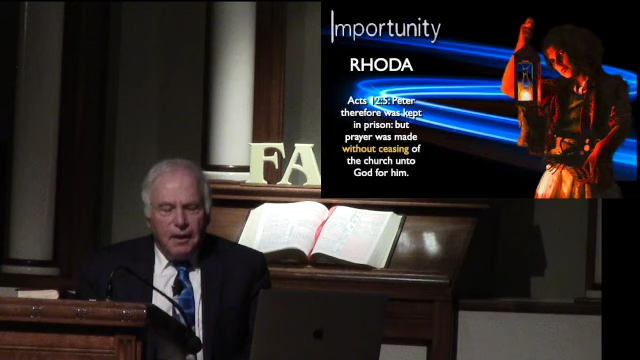 Importunity
RHODA
Acts 12:5: Peter
therefore was kept
in prison: but
prayer was made
without ceasing of
the church unto
God for him.
FA